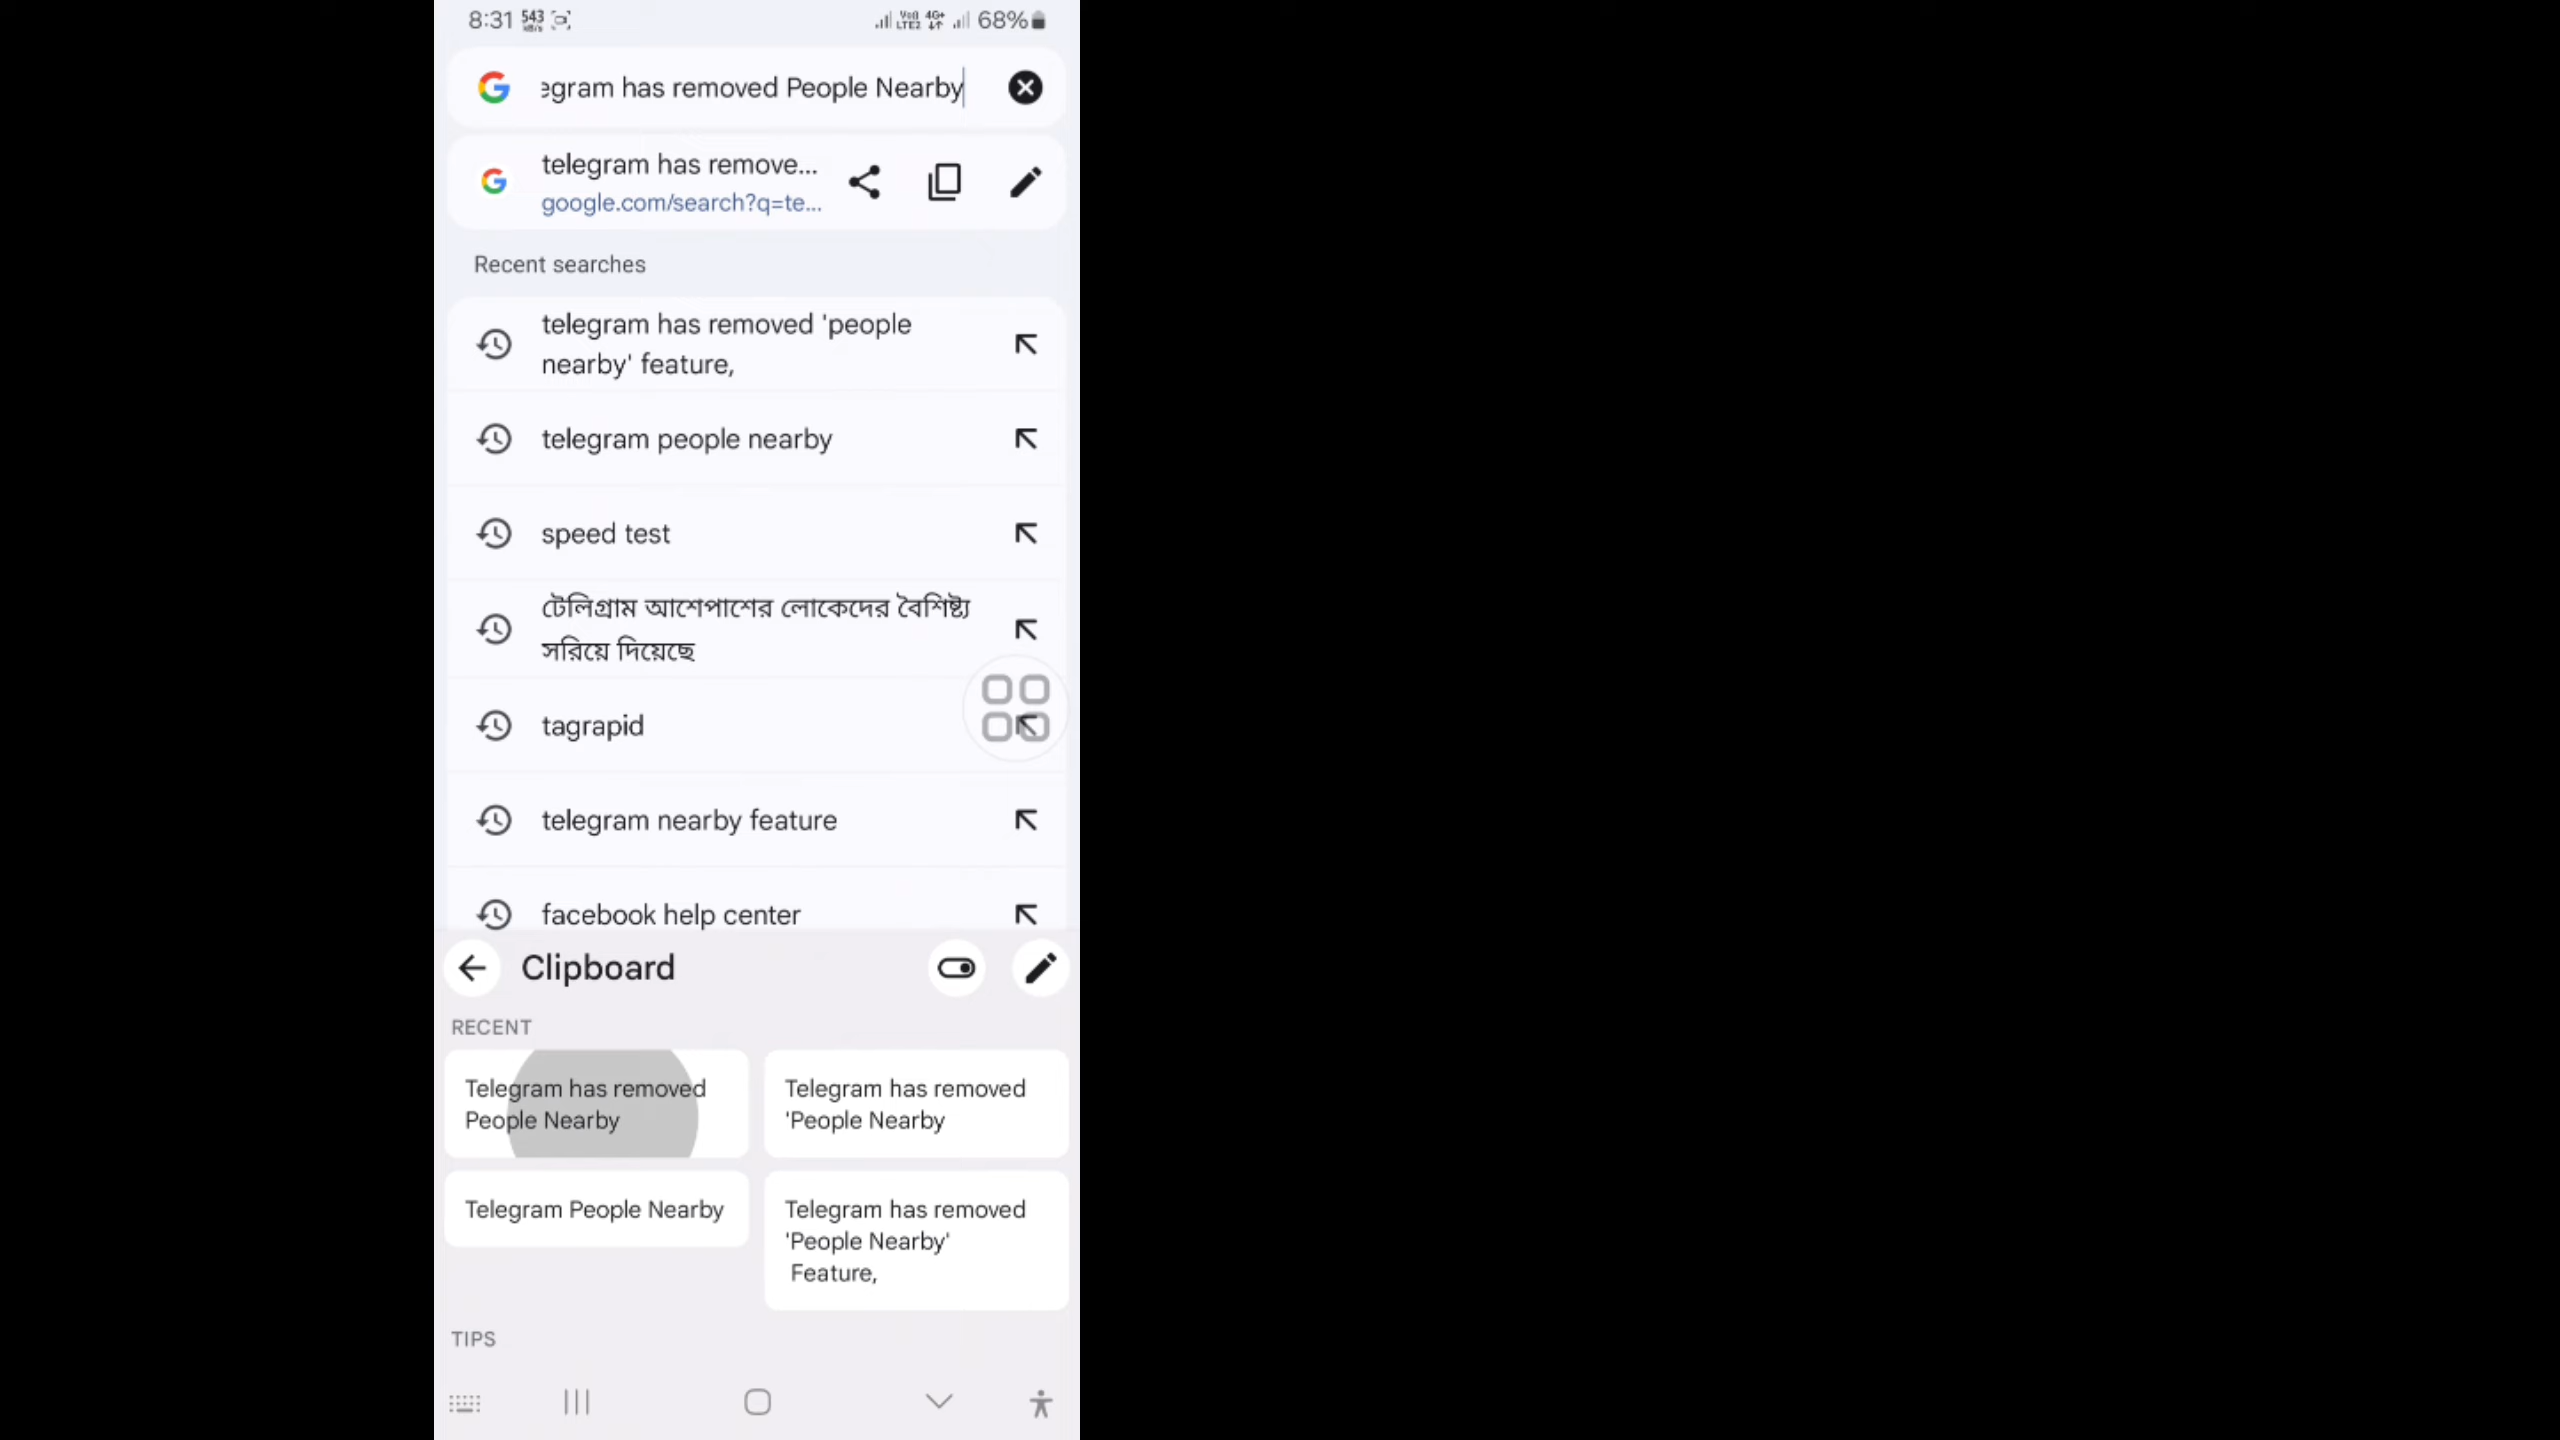 8:31 543 68%
egram has removed People Nearby
telegram has remove...
google.com/search?q=te...
Recent searches
telegram has removed 'people
nearby' feature,
telegram people nearby
speed test
টেলিগ্রাম আশেপাশের লোকেদের বৈশিষ্ট্য
সরিয়ে দিয়েছে
tagrapid
telegram nearby feature
facebook help center
Clipboard
RECENT
Telegram has removed
People Nearby
Telegram has removed
'People Nearby
Telegram People Nearby
Telegram has removed
'People Nearby'
Feature,
TIPS